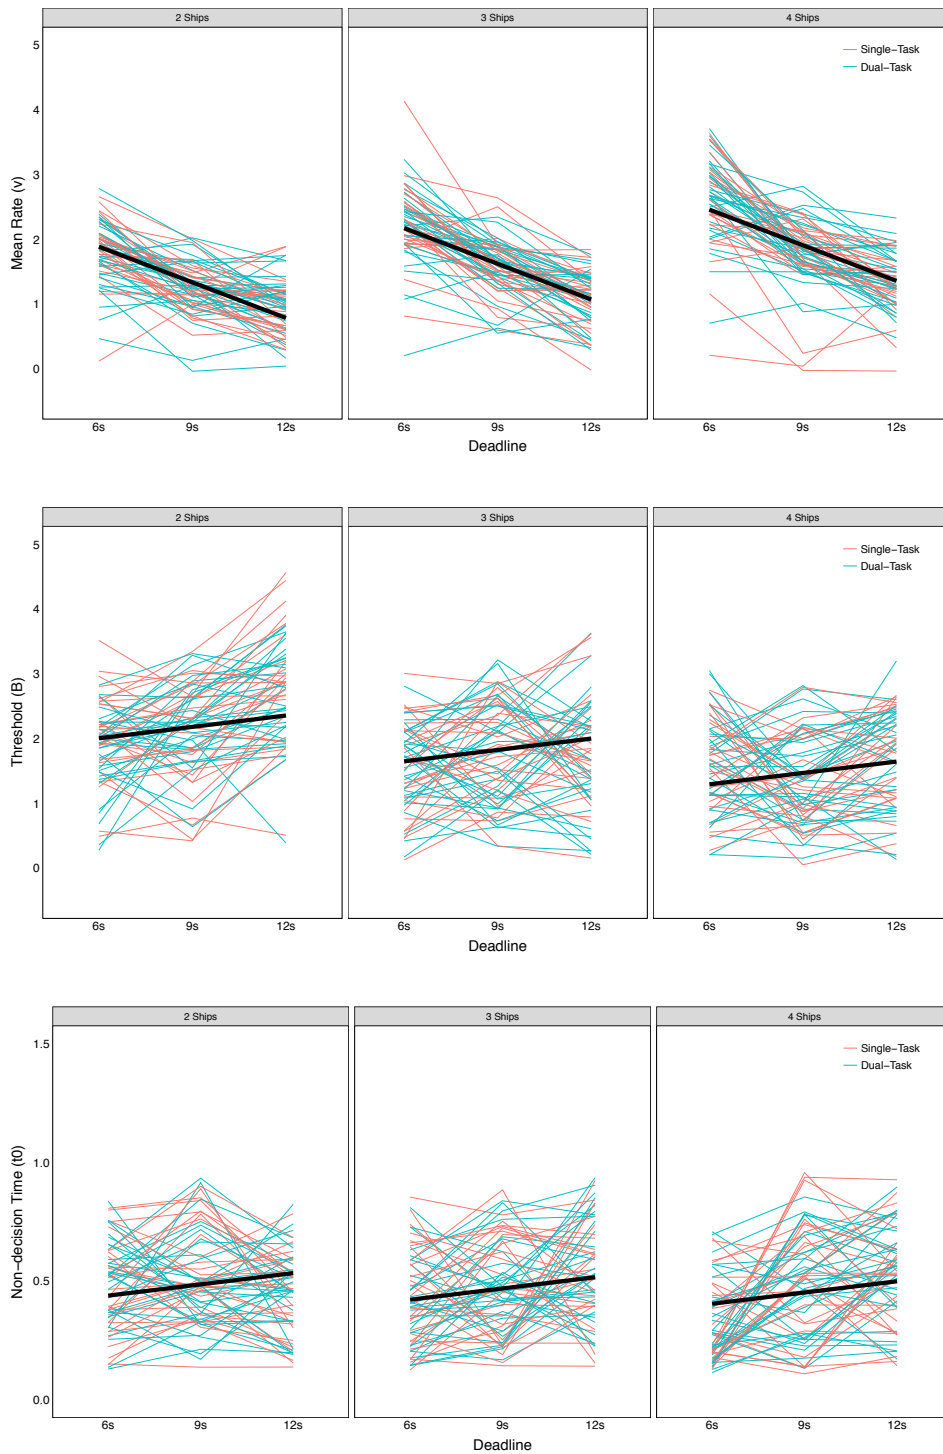 2 Ships 3 Ships 4 Ships
5
4
3
2
1
0
Mean Rate (v)
Single−Task
Dual−Task
6s 9s 12s 6s 9s 12s 6s 9s 12s
Deadline
2 Ships 3 Ships 4 Ships
5
4
3
2
1
0
Threshold (B)
Single−Task
Dual−Task
6s 9s 12s 6s 9s 12s 6s 9s 12s
Deadline
2 Ships 3 Ships 4 Ships
1.5
1.0
0.5
0.0
Non−decision Time (t0)
Single−Task
Dual−Task
6s 9s 12s 6s 9s 12s 6s 9s 12s
Deadline